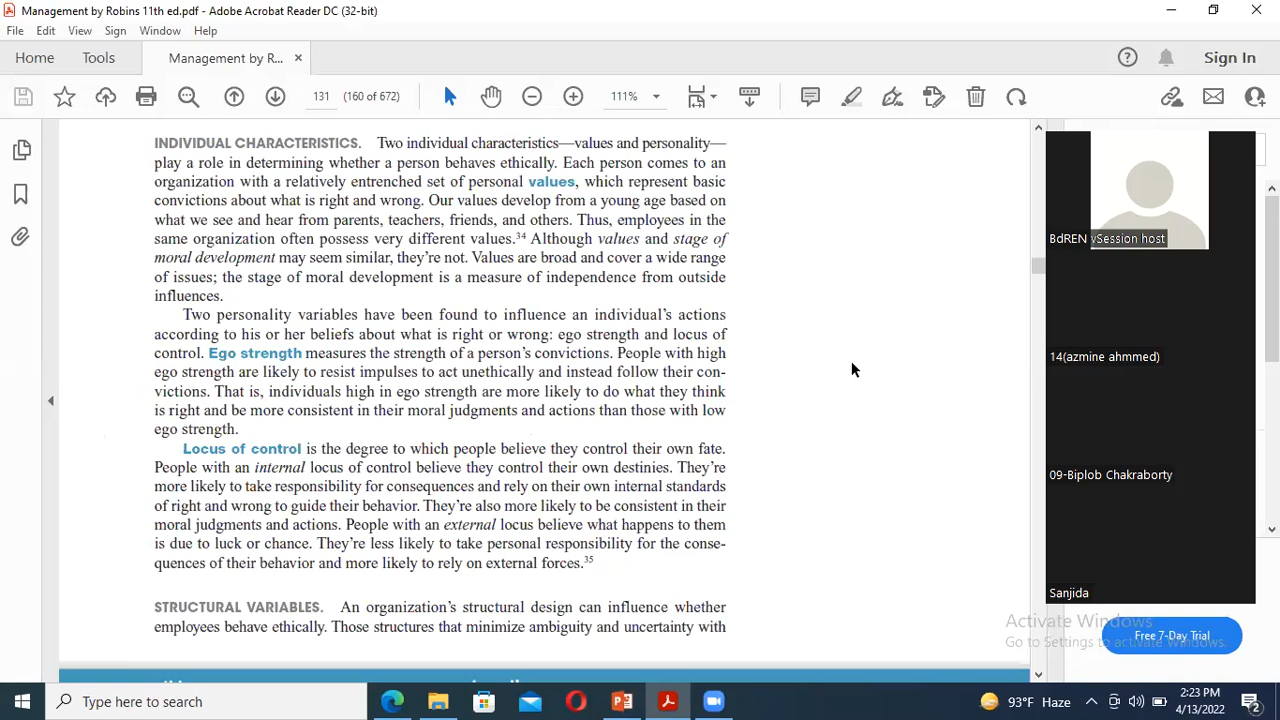 Management by Robins 11th ed.pdf - Adobe Acrobat Reader DC (32-bit)
File Edit View Sign Window Help
Home Tools Management by R... × Sign In
131 (160 of 672) 111%
INDIVIDUAL CHARACTERISTICS. Two individual characteristics—values and personality—
play a role in determining whether a person behaves ethically. Each person comes to an
organization with a relatively entrenched set of personal values, which represent basic
convictions about what is right and wrong. Our values develop from a young age based on
what we see and hear from parents, teachers, friends, and others. Thus, employees in the
same organization often possess very different values.34 Although values and stage of
moral development may seem similar, they're not. Values are broad and cover a wide range
of issues; the stage of moral development is a measure of independence from outside
influences.
Two personality variables have been found to influence an individual's actions
according to his or her beliefs about what is right or wrong: ego strength and locus of
control. Ego strength measures the strength of a person's convictions. People with high
ego strength are likely to resist impulses to act unethically and instead follow their con-
victions. That is, individuals high in ego strength are more likely to do what they think
is right and be more consistent in their moral judgments and actions than those with low
ego strength.
Locus of control is the degree to which people believe they control their own fate.
People with an internal locus of control believe they control their own destinies. They're
more likely to take responsibility for consequences and rely on their own internal standards
of right and wrong to guide their behavior. They're also more likely to be consistent in their
moral judgments and actions. People with an external locus believe what happens to them
is due to luck or chance. They're less likely to take personal responsibility for the conse-
quences of their behavior and more likely to rely on external forces.35
STRUCTURAL VARIABLES. An organization's structural design can influence whether
employees behave ethically. Those structures that minimize ambiguity and uncertainty with
BdREN ySession host
14(azmine ahmmed)
09-Biplob Chakraborty
Sanjida
Activate Windows
Go to Settings to activate Windows.
Free 7-Day Trial
Type here to search
93°F Haze
2:23 PM
4/13/2022
2